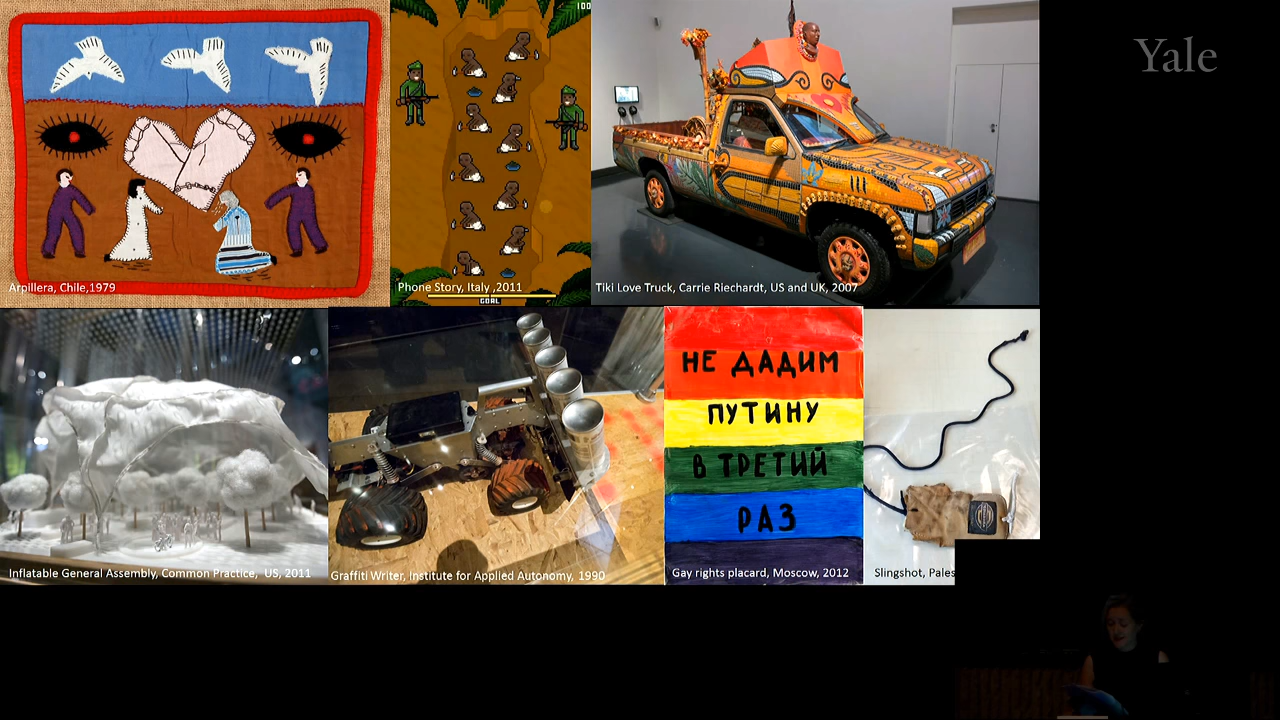 100
Yale
GOAL
Arpillera, Chile,1979
Phone Story, Italy ,2011
Tiki Love Truck, Carrie Riechardt, US and UK, 2007
НЕ ДАДИМ
ПУТИНУ
В ТРЕТИЙ
РАЗ
Inflatable General Assembly, Common Practice, US, 2011
Graffiti Writer, Institute for Applied Autonomy, 1990
Gay rights placard, Moscow, 2012
Slingshot,